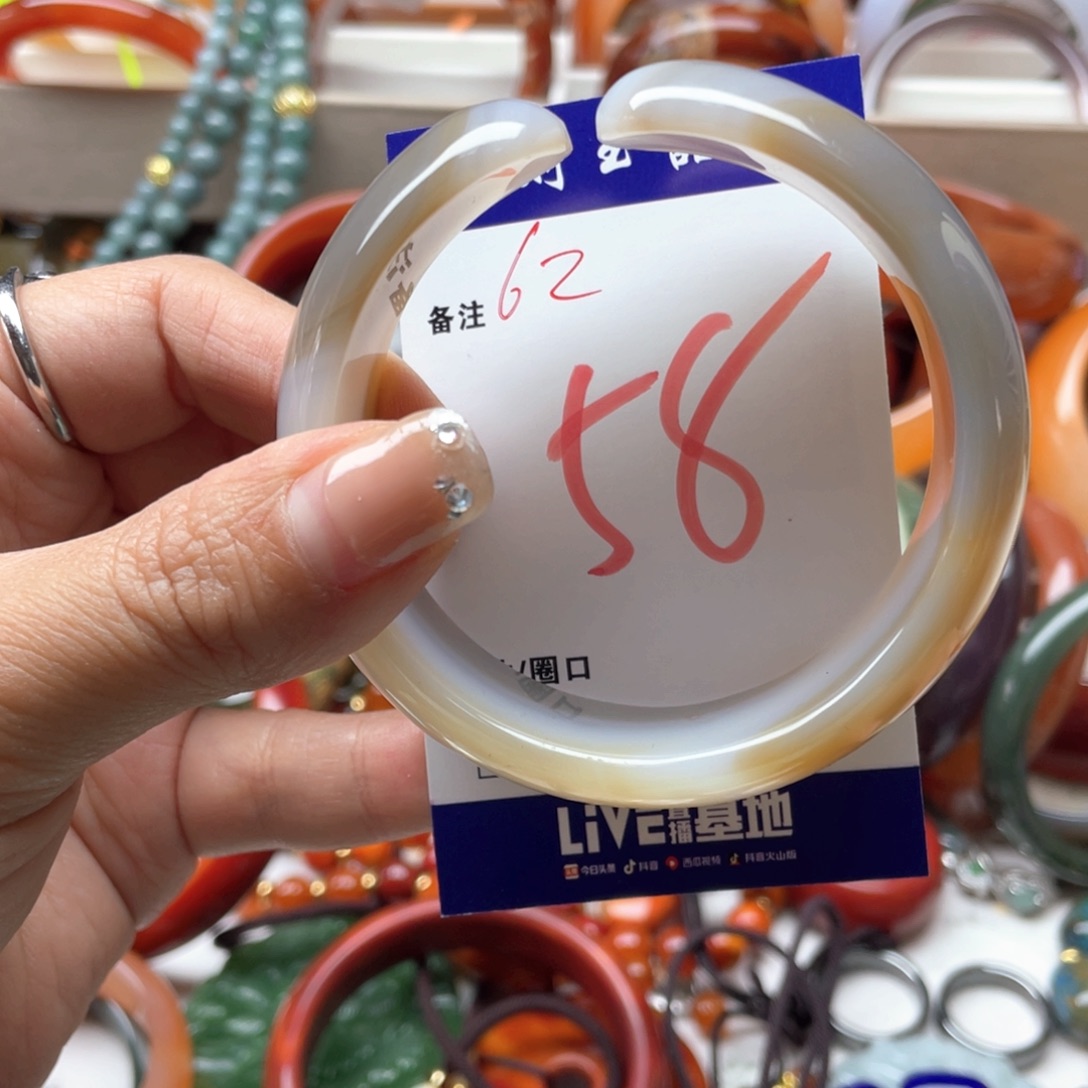 备注 62
58
/圈口
LiVE直播基地
今日头条 抖音 西瓜视频 抖音火山版